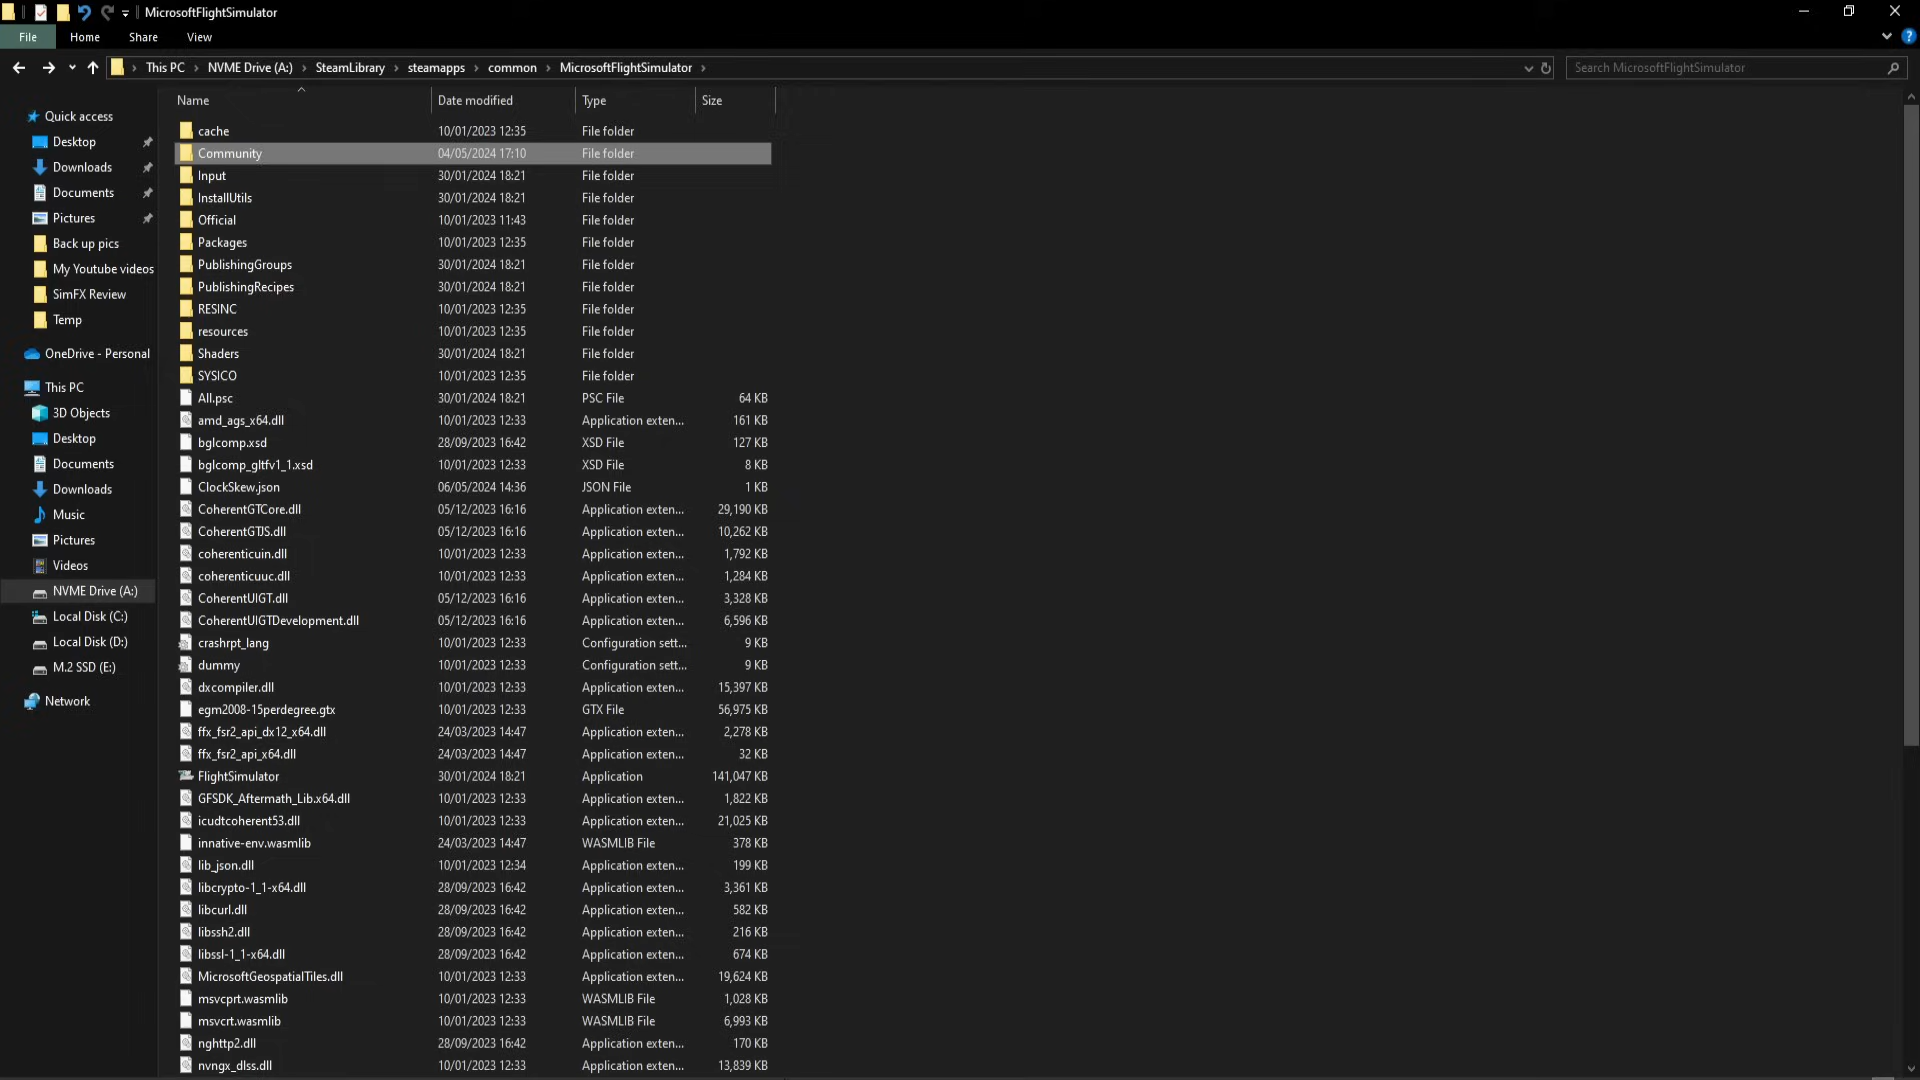 MicrosoftFlightSimulator
File Home Share View
This PC NVME Drive (A:) SteamLibrary steamapps common MicrosoftFlightSimulator
Search MicrosoftFlightSimulator
Quick access
Desktop
Downloads
Documents
Pictures
Back up pics
My Youtube videos
SimFX Review
Temp
OneDrive - Personal
This PC
3D Objects
Desktop
Documents
Downloads
Music
Pictures
Videos
NVME Drive (A:)
Local Disk (C:)
Local Disk (D:)
M.2 SSD (E:)
Network
Name Date modified Type Size
cache 10/01/2023 12:35 File folder
Community 04/05/2024 17:10 File folder
Input 30/01/2024 18:21 File folder
InstallUtils 30/01/2024 18:21 File folder
Official 10/01/2023 11:43 File folder
Packages 10/01/2023 12:35 File folder
PublishingGroups 30/01/2024 18:21 File folder
PublishingRecipes 30/01/2024 18:21 File folder
RESINC 10/01/2023 12:35 File folder
resources 10/01/2023 12:35 File folder
Shaders 30/01/2024 18:21 File folder
SYSICO 10/01/2023 12:35 File folder
All.psc 30/01/2024 18:21 PSC File 64 KB
amd_ags_x64.dll 10/01/2023 12:33 Application exten... 161 KB
bglcomp.xsd 28/09/2023 16:42 XSD File 127 KB
bglcomp_gltfv1_1.xsd 10/01/2023 12:33 XSD File 8 KB
ClockSkew.json 06/05/2024 14:36 JSON File 1 KB
CoherentGTCore.dll 05/12/2023 16:16 Application exten... 29,190 KB
CoherentGTJS.dll 05/12/2023 16:16 Application exten... 10,262 KB
coherenticuin.dll 10/01/2023 12:33 Application exten... 1,792 KB
coherenticuuc.dll 10/01/2023 12:33 Application exten... 1,284 KB
CoherentUIGT.dll 05/12/2023 16:16 Application exten... 3,328 KB
CoherentUIGTDevelopment.dll 05/12/2023 16:16 Application exten... 6,596 KB
crashrpt_lang 10/01/2023 12:33 Configuration sett... 9 KB
dummy 10/01/2023 12:33 Configuration sett... 9 KB
dxcompiler.dll 10/01/2023 12:33 Application exten... 15,397 KB
egm2008-15perdegree.gtx 10/01/2023 12:33 GTX File 56,975 KB
ffx_fsr2_api_dx12_x64.dll 24/03/2023 14:47 Application exten... 2,278 KB
ffx_fsr2_api_x64.dll 24/03/2023 14:47 Application exten... 32 KB
FlightSimulator 30/01/2024 18:21 Application 141,047 KB
GFSDK_Aftermath_Lib.x64.dll 10/01/2023 12:33 Application exten... 1,822 KB
icudtcoherent53.dll 10/01/2023 12:33 Application exten... 21,025 KB
innative-env.wasmlib 24/03/2023 14:47 WASMLIB File 378 KB
lib_json.dll 10/01/2023 12:34 Application exten... 199 KB
libcrypto-1_1-x64.dll 28/09/2023 16:42 Application exten... 3,361 KB
libcurl.dll 28/09/2023 16:42 Application exten... 582 KB
libssh2.dll 28/09/2023 16:42 Application exten... 216 KB
libssl-1_1-x64.dll 28/09/2023 16:42 Application exten... 674 KB
MicrosoftGeospatialTiles.dll 10/01/2023 12:33 Application exten... 19,624 KB
msvcprt.wasmlib 10/01/2023 12:33 WASMLIB File 1,028 KB
msvcrt.wasmlib 10/01/2023 12:33 WASMLIB File 6,993 KB
nghttp2.dll 28/09/2023 16:42 Application exten... 170 KB
nvngx_dlss.dll 10/01/2023 12:33 Application exten... 13,839 KB